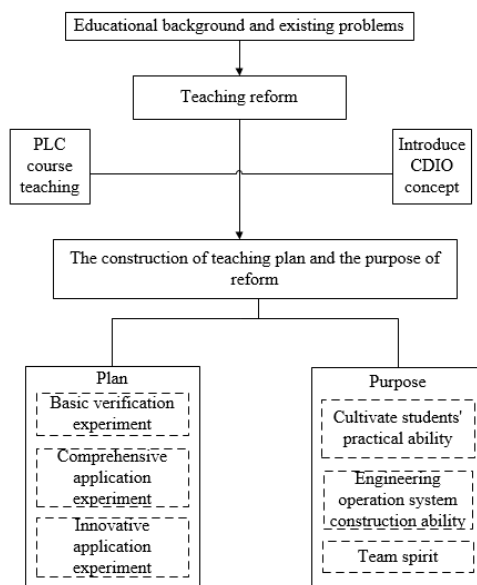 Educational background and existing problems
Teaching reform
PLC
course
teaching
Introduce
CDIO
concept
The construction of teaching plan and the purpose of
reform
Plan
Basic verification
experiment
Comprehensive
application
experiment
Innovative
application
experiment
Purpose
Cultivate students'
practical ability
Engineering
operation system
construction ability
Team spirit